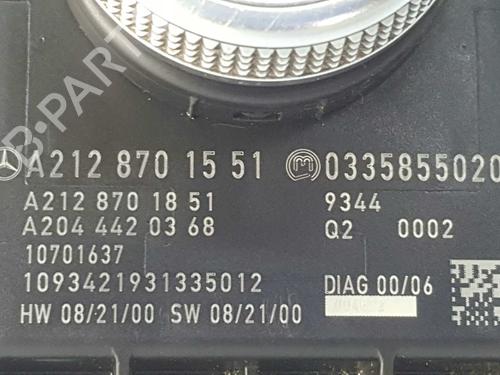 A212 870 15 51 0335855020
A212 870 18 51 9344
A204 442 03 68 Q2 0002
10701637
1093421931335012 DIAG 00/06
HW 08/21/00 SW 08/21/00